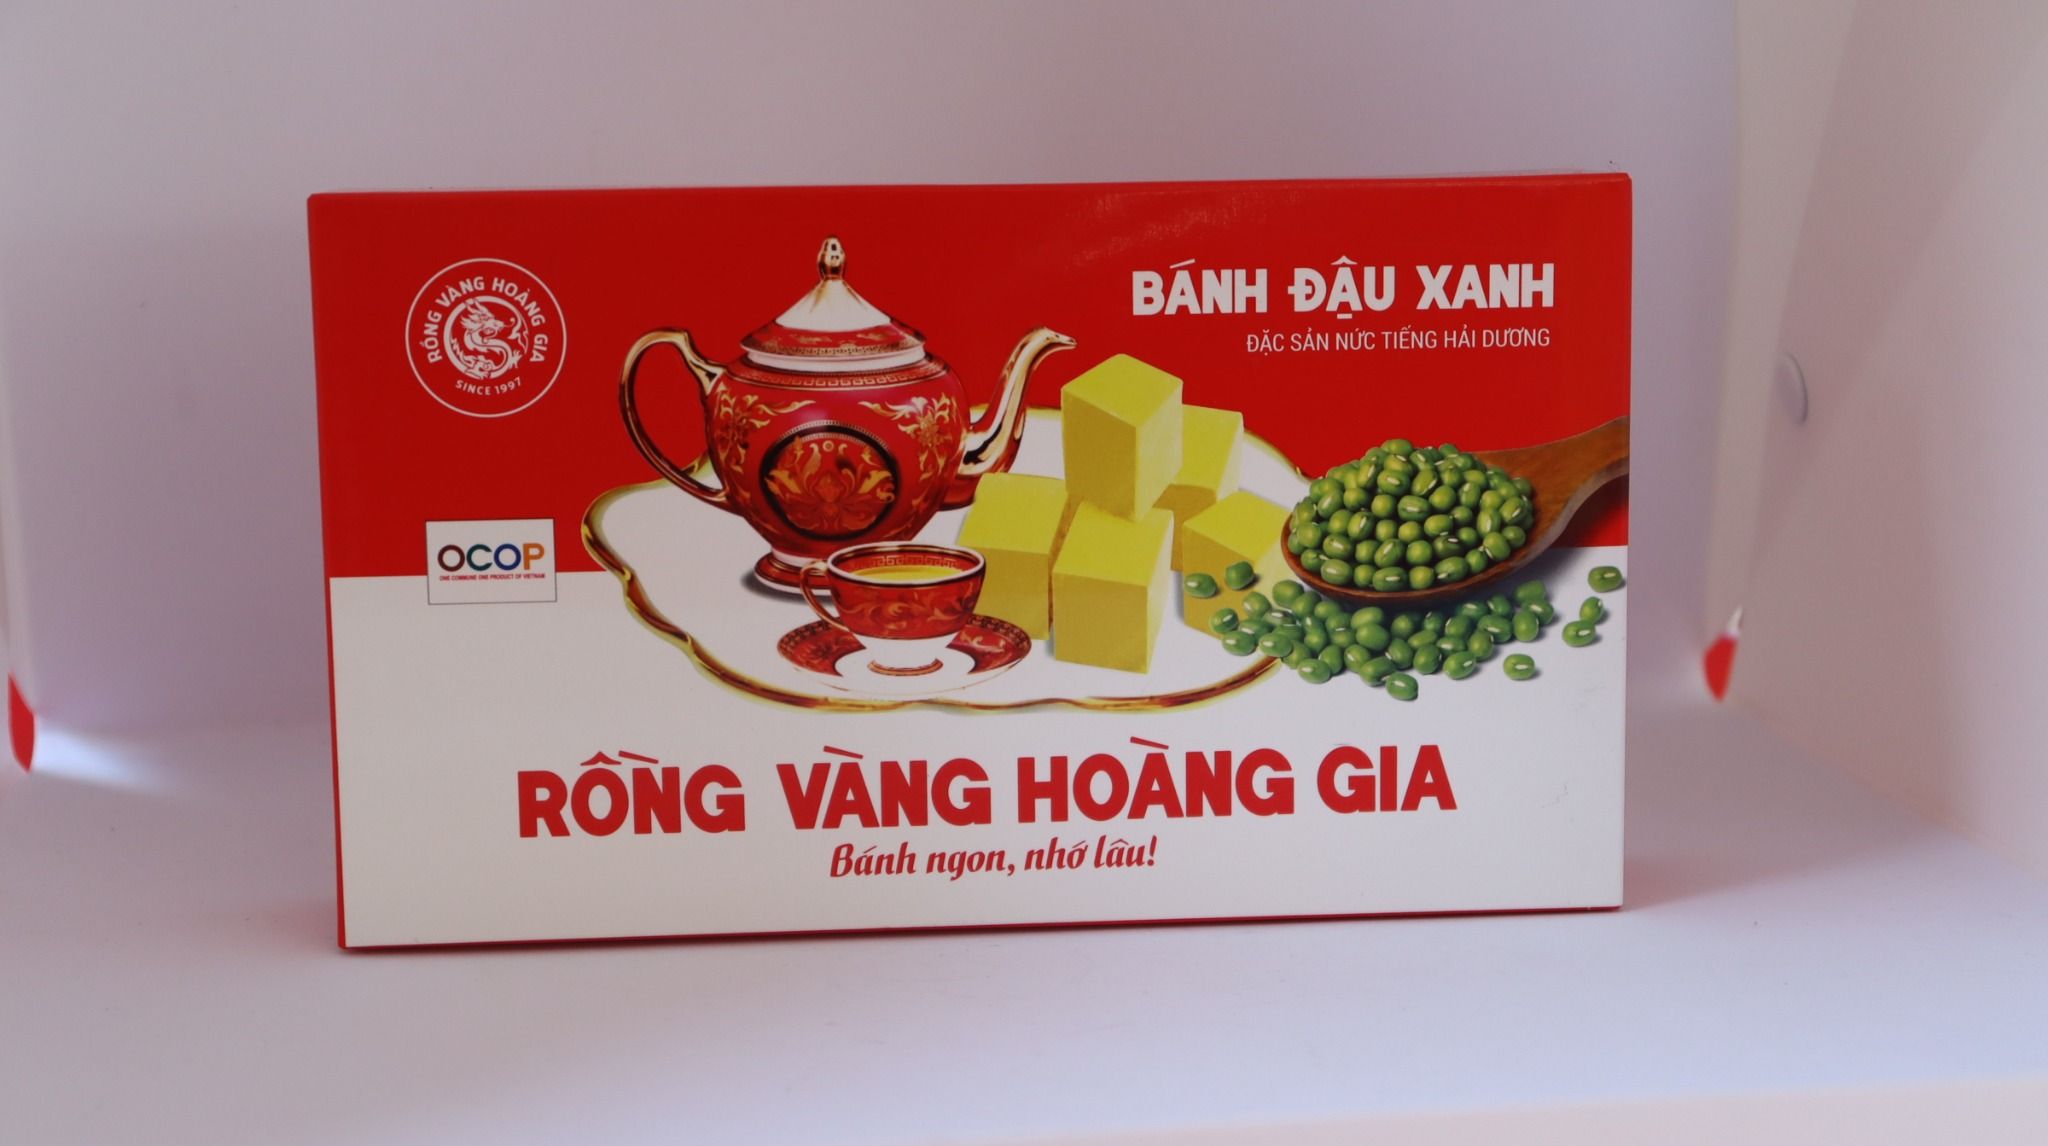 RỒNG VÀNG HOÀNG GIA
SINCE 1997
BÁNH ĐẬU XANH
ĐẶC SẢN NỨC TIẾNG HẢI DƯƠNG
OCOP
ONE COMMUNE ONE PRODUCT OF VIETNAM
RỒNG VÀNG HOÀNG GIA
Bánh ngon, nhớ lâu!